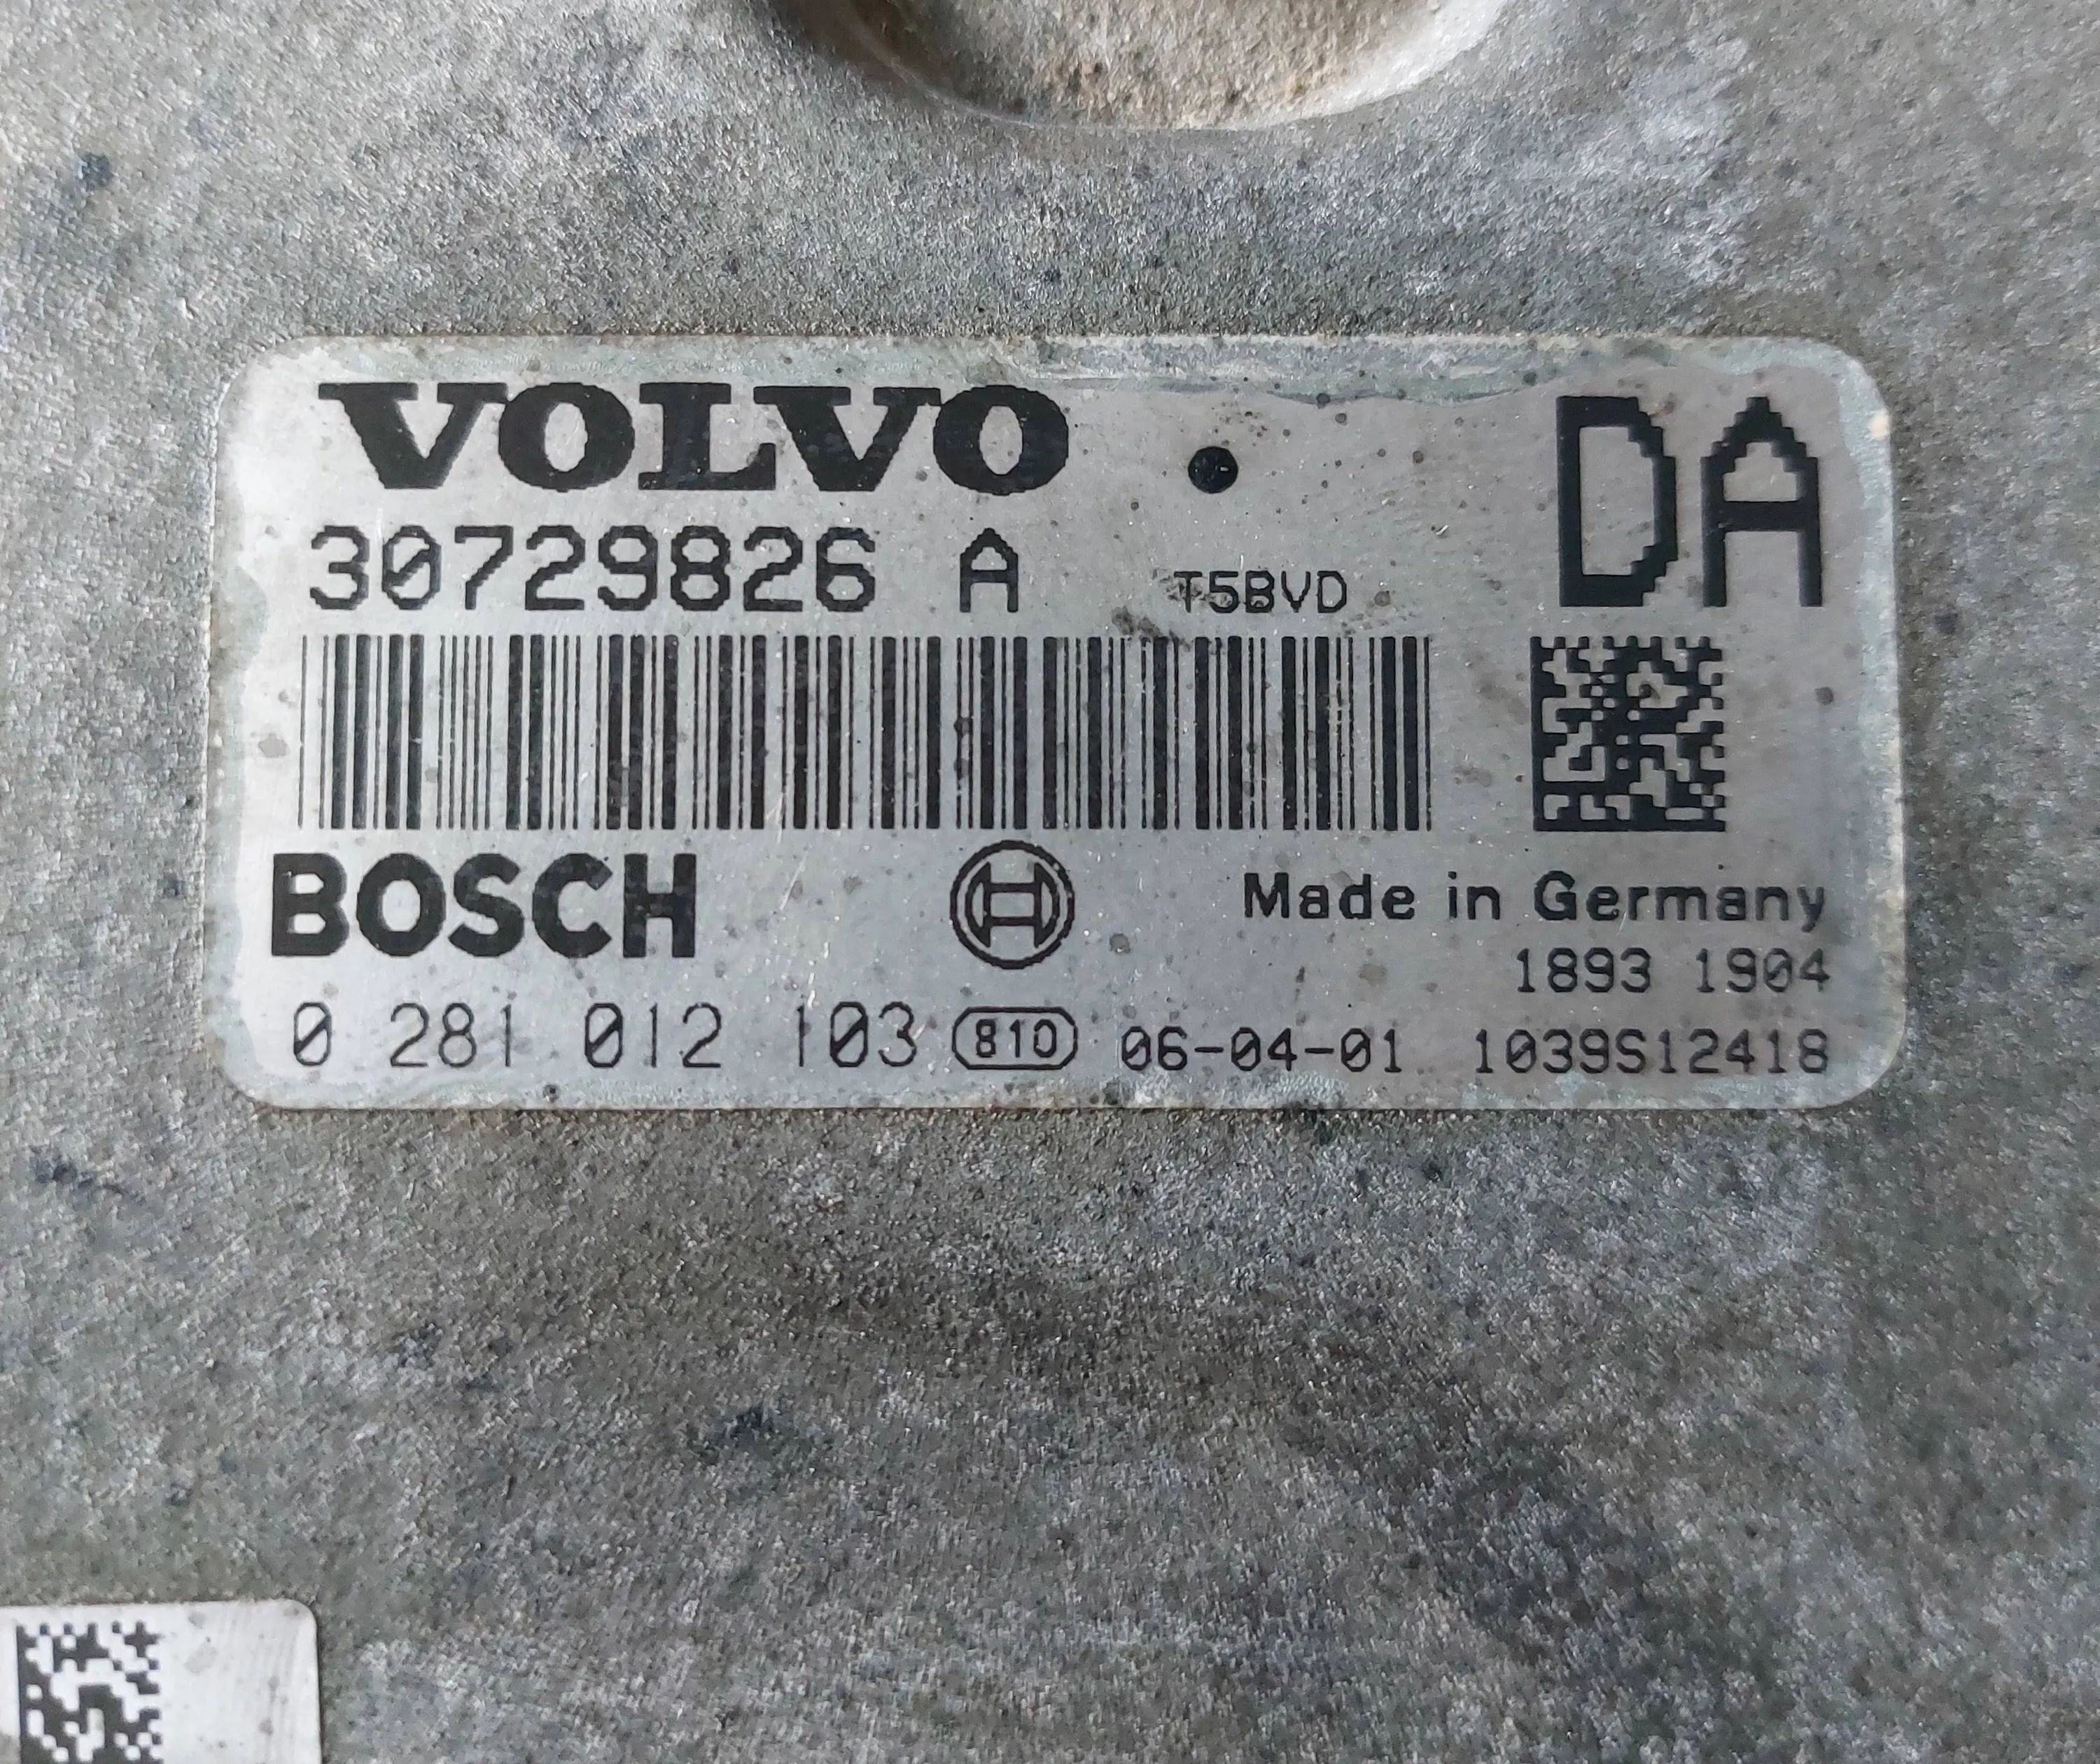 VOLVO DA
30729826 A T5BVD
BOSCH Made in Germany
1893 1904
0 281 012 103 810 06-04-01 1039S12418